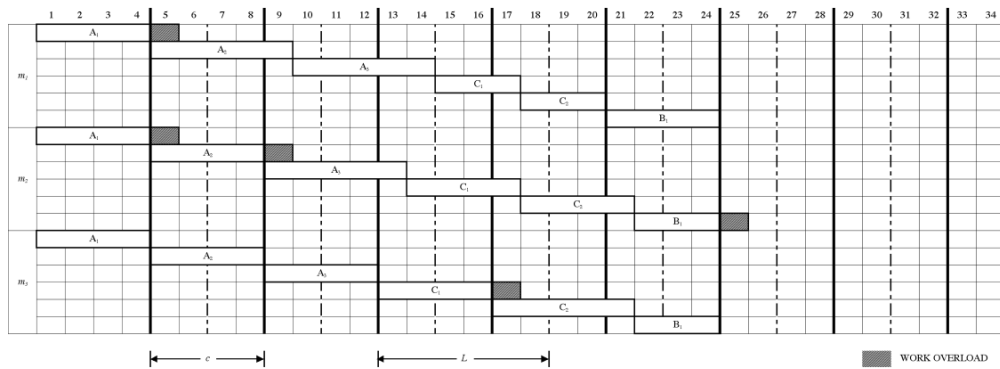 1 2 3 4 5 6 7 8 9 10 11 12 13 14 15 16 17 18 19 20 21 22 23 24 25 26 27 28 29 30 31 32 33 34
A₁
A₂
A₃
m₁
C₁
C₂
B₁
A₁
A₂
A₃
m₂
C₁
C₂
B₁
A₁
A₂
A₃
m₃
C₁
C₂
B₁
c
L
WORK OVERLOAD